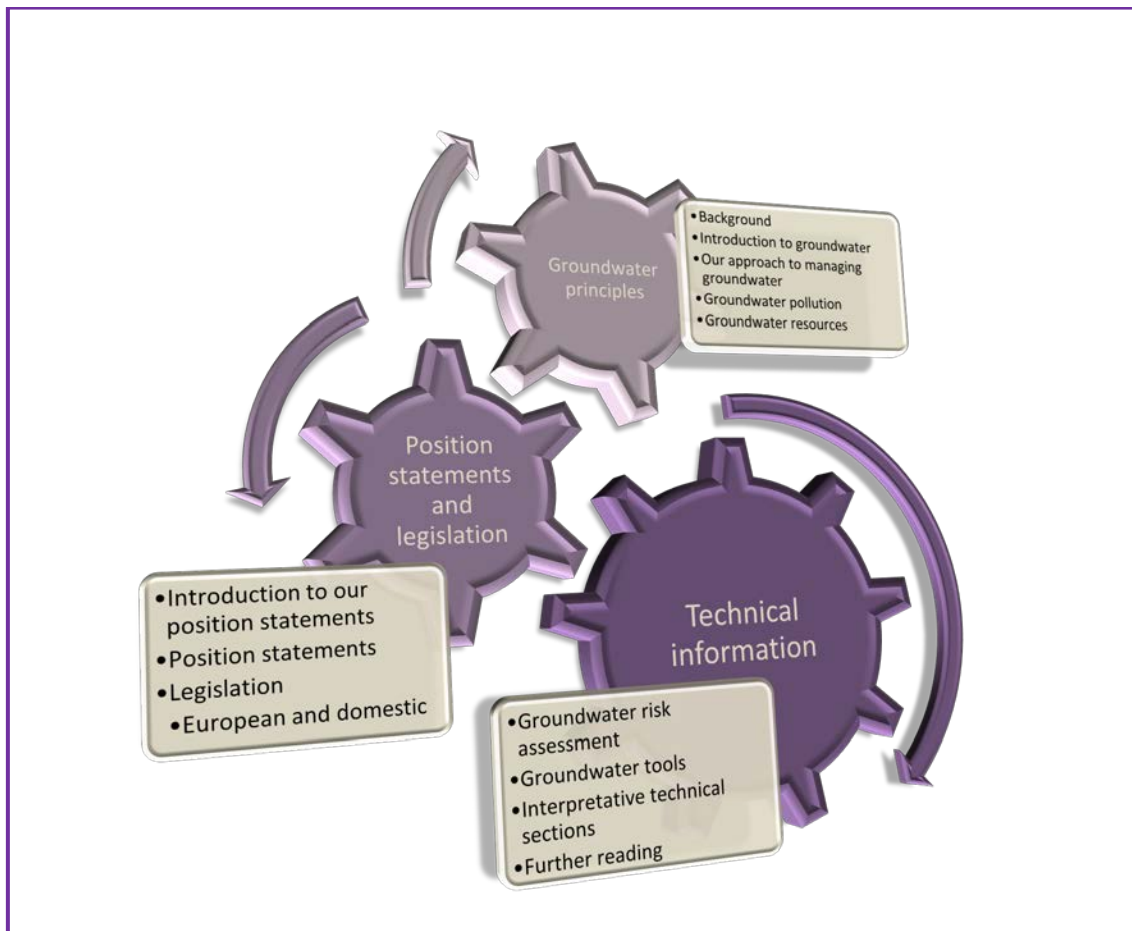 Groundwater
principles
•Background
•Introduction to groundwater
•Our approach to managing
groundwater
•Groundwater pollution
•Groundwater resources
Position
statements
and
legislation
•Introduction to our
position statements
•Position statements
•Legislation
•European and domestic
Technical
information
•Groundwater risk
assessment
•Groundwater tools
•Interpretative technical
sections
•Further reading